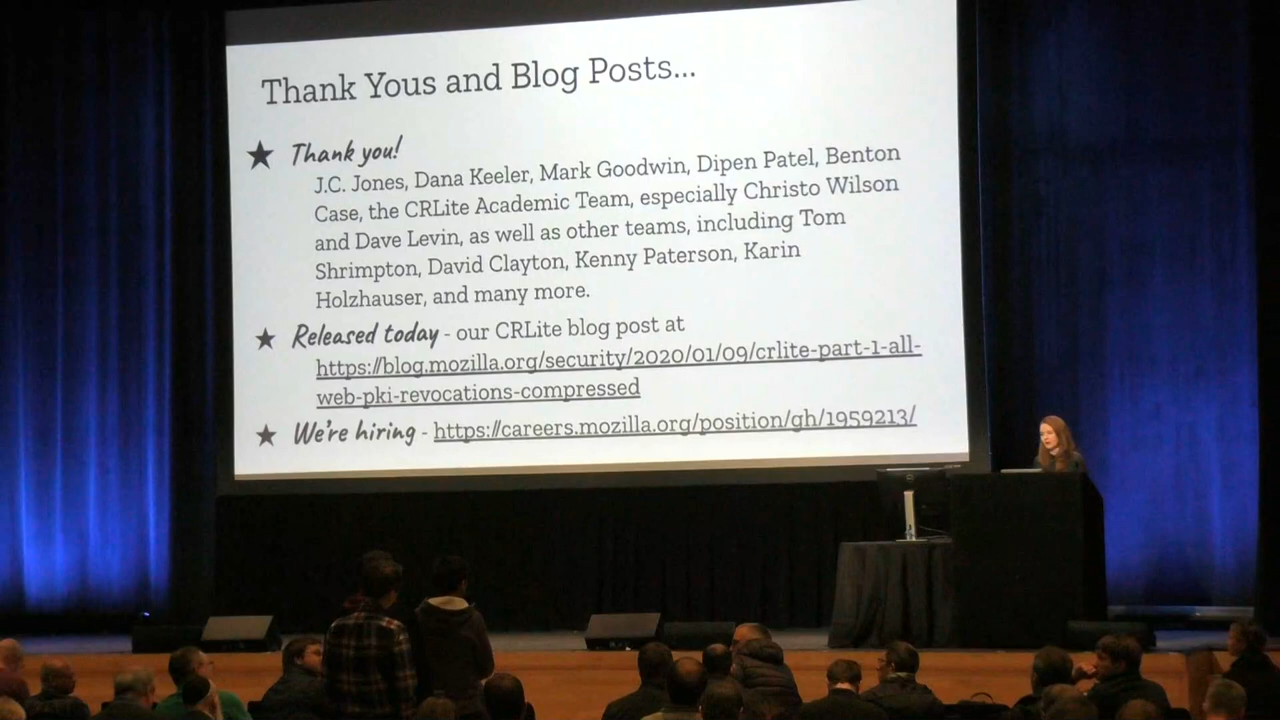 Thank Yous and Blog Posts...
★ Thank you!
J.C. Jones, Dana Keeler, Mark Goodwin, Dipen Patel, Benton
Case, the CRLite Academic Team, especially Christo Wilson
and Dave Levin, as well as other teams, including Tom
Shrimpton, David Clayton, Kenny Paterson, Karin
Holzhauser, and many more.
★ Released today - our CRLite blog post at
https://blog.mozilla.org/security/2020/01/09/crlite-part-1-all-
web-pki-revocations-compressed
★ We're hiring - https://careers.mozilla.org/position/gh/1959213/